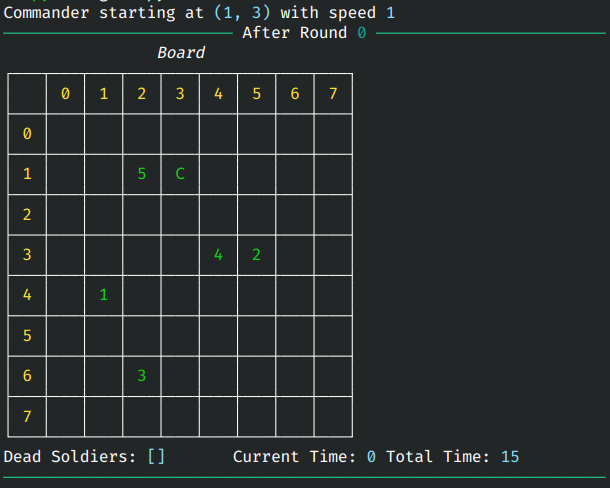 Commander starting at (1, 3) with speed 1
After Round 0
Board
0 1 2 3 4 5 6 7
0
1 5 C
2
3 4 2
4 1
5
6 3
7
Dead Soldiers: [] Current Time: 0 Total Time: 15